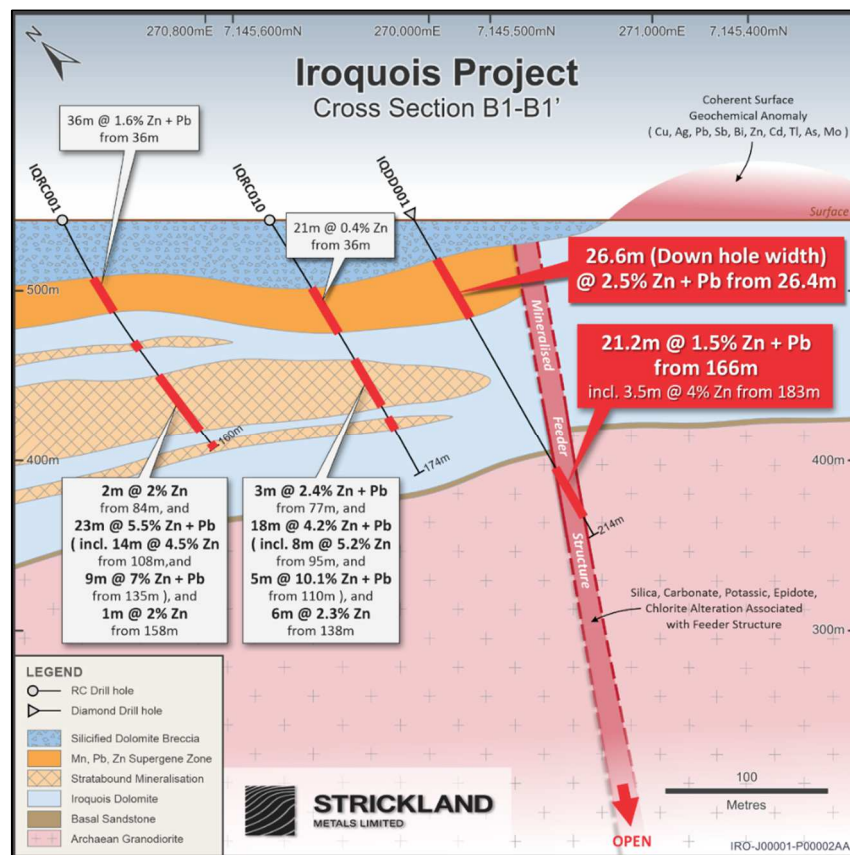 N
270,800mE
7,145,600mN
270,000mE
7,145,500mN
271,000mE
7,145,400mN
Iroquois Project
Cross Section B1-B1’
Coherent Surface
Geochemical Anomaly
( Cu, Ag, Pb, Sb, Bi, Zn, Cd, Tl, As, Mo )
36m @ 1.6% Zn + Pb
from 36m
IQRC001
IQRC010
IQDD001
21m @ 0.4% Zn
from 36m
Surface
26.6m (Down hole width)
@ 2.5% Zn + Pb from 26.4m
500m
21.2m @ 1.5% Zn + Pb
from 166m
incl. 3.5m @ 4% Zn from 183m
Mineralised
Feeder
Structure
400m
400m
160m
174m
214m
2m @ 2% Zn
from 84m, and
23m @ 5.5% Zn + Pb
( incl. 14m @ 4.5% Zn
from 108m,and
9m @ 7% Zn + Pb
from 135m ), and
1m @ 2% Zn
from 158m
3m @ 2.4% Zn + Pb
from 77m, and
18m @ 4.2% Zn + Pb
( incl. 8m @ 5.2% Zn
from 95m, and
5m @ 10.1% Zn + Pb
from 110m ), and
6m @ 2.3% Zn
from 138m
Silica, Carbonate, Potassic, Epidote,
Chlorite Alteration Associated
with Feeder Structure
300m
LEGEND
RC Drill hole
Diamond Drill hole
Silicified Dolomite Breccia
Mn, Pb, Zn Supergene Zone
Stratabound Mineralisation
Iroquois Dolomite
Basal Sandstone
Archaean Granodiorite
STRICKLAND
METALS LIMITED
100
Metres
OPEN
IRO-J00001-P00002AA